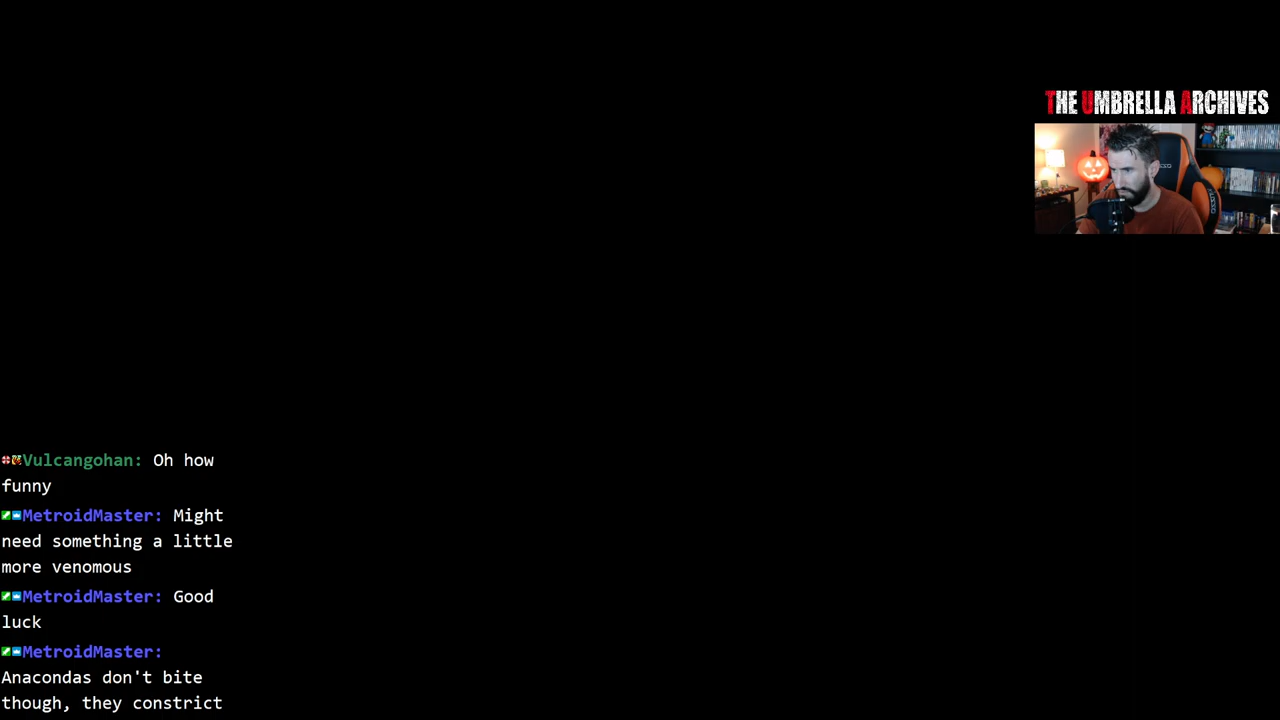 THE UMBRELLA ARCHIVES
Vulcangohan: Oh how
funny
MetroidMaster: Might
need something a little
more venomous
MetroidMaster: Good
luck
MetroidMaster:
Anacondas don't bite
though, they constrict